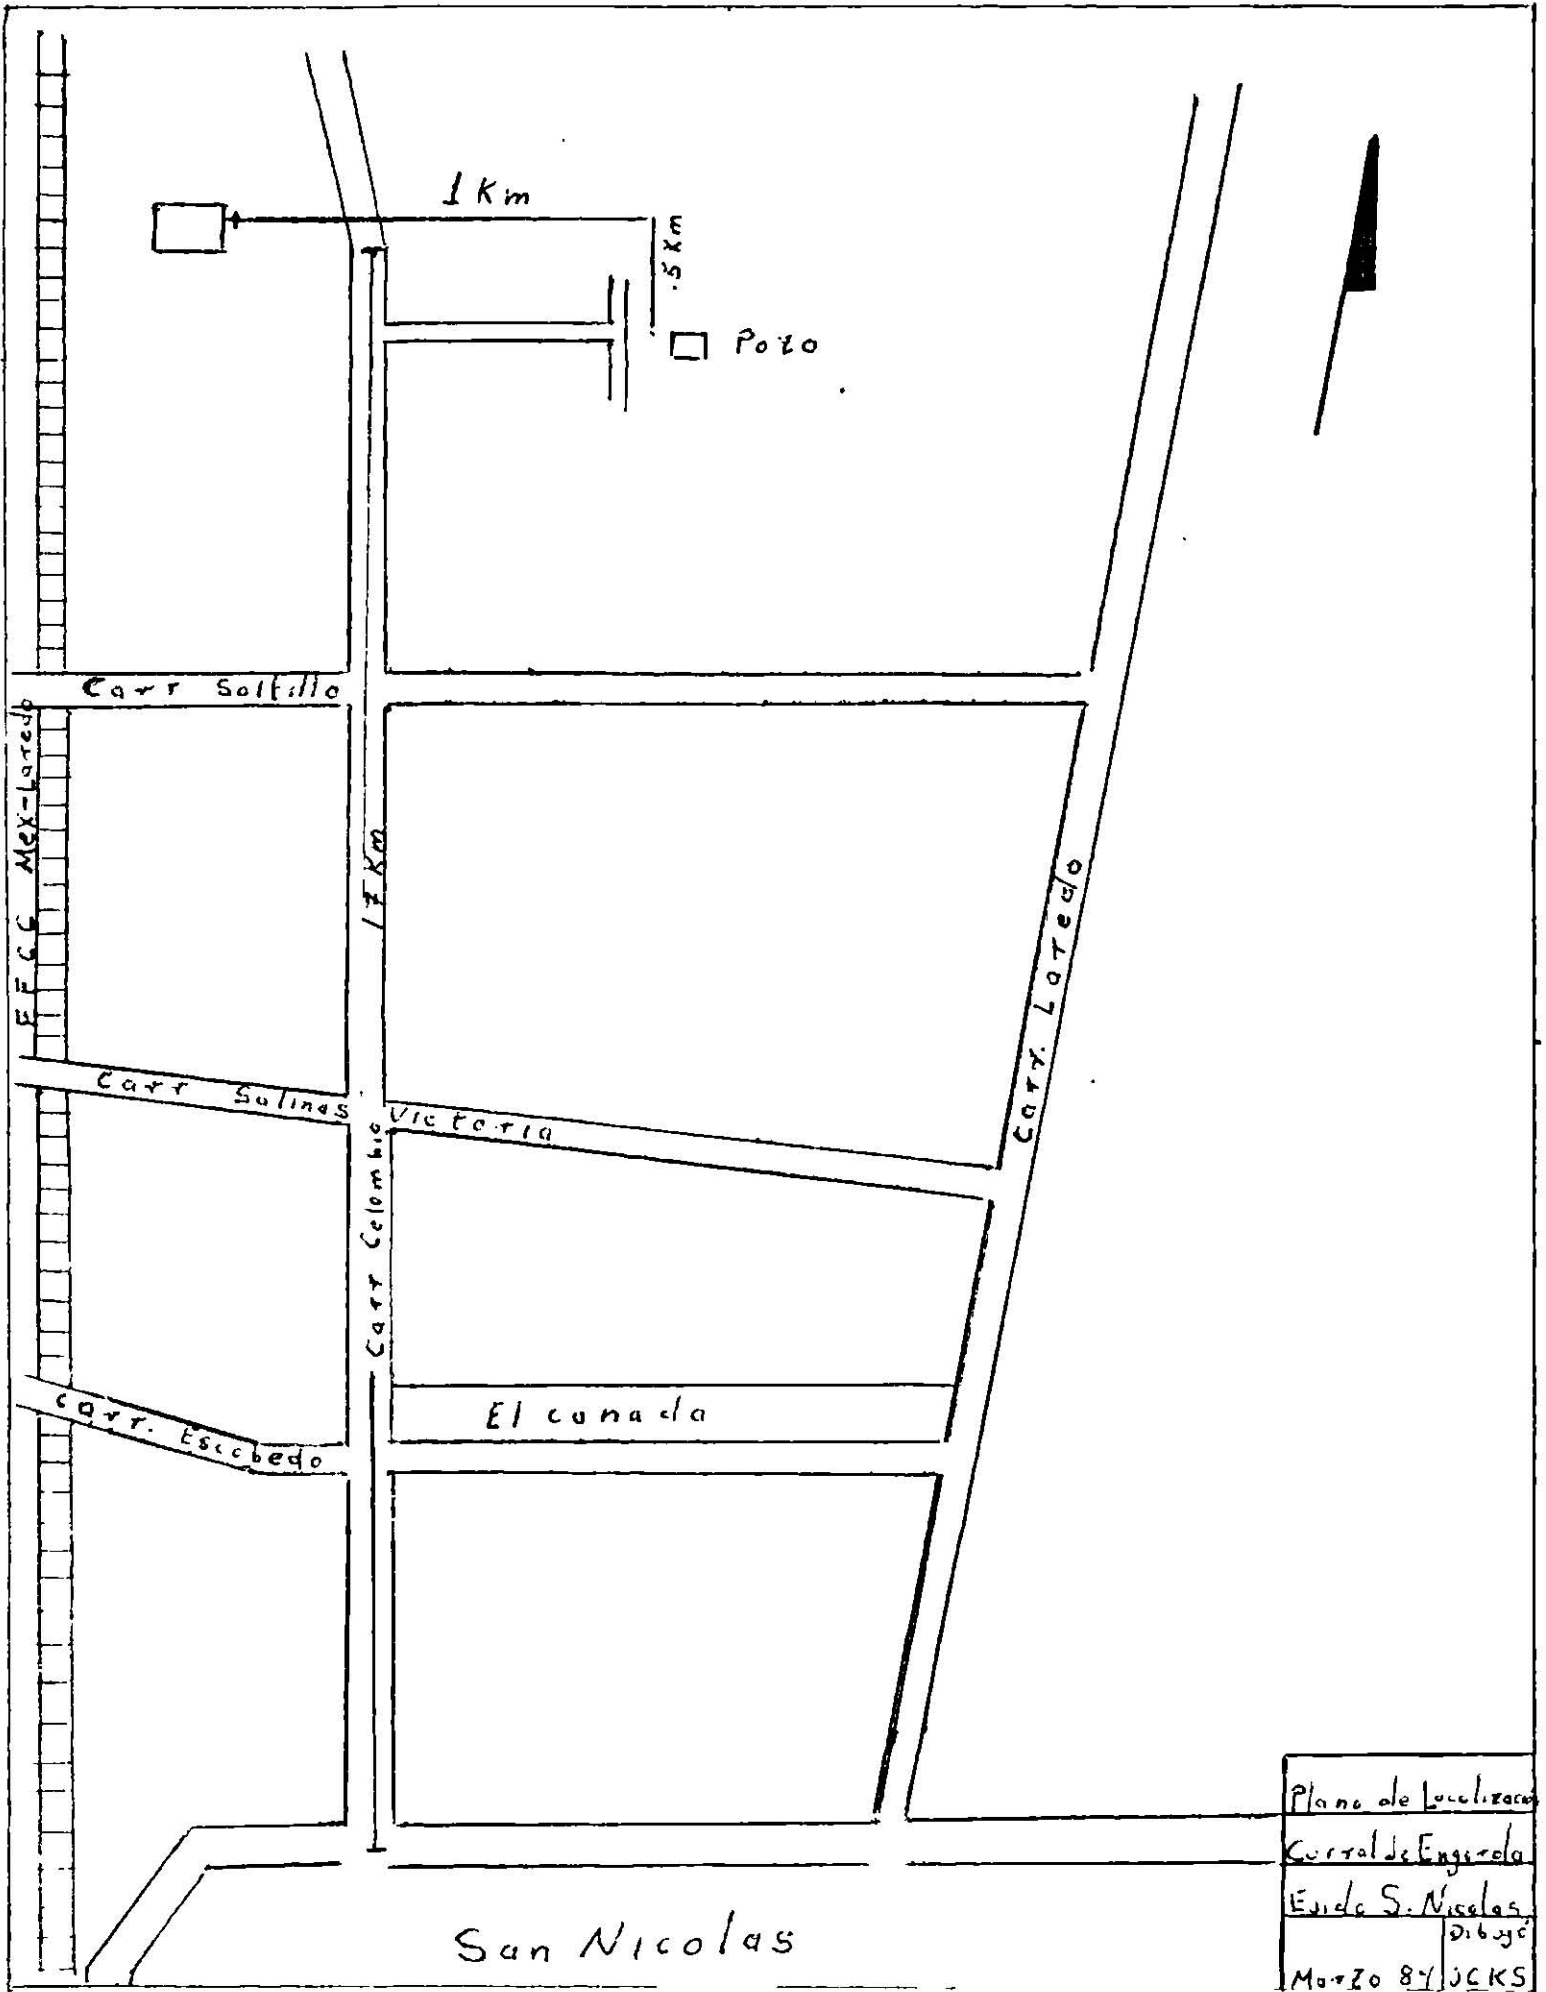 1 Km
.5 Km
Pozo
Carr Saltillo
FFCC Mex-Laredo
17 Km
Carr. Laredo
Carr Salinas Victoria
Carr Colombia
El canada
Carr. Escobedo
San Nicolas
Plano de Localizacion
Corral de Engorda
Ejido S. Nicolas
Dibujó
Marzo 87 JCKS